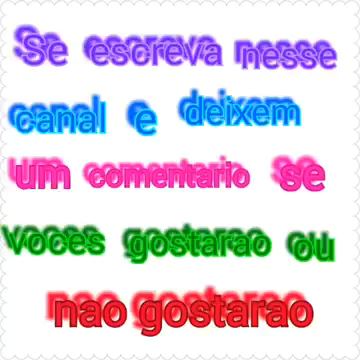 Se escreva nesse
canal e deixem
um comentario se
voces gostarao ou
nao gostarao